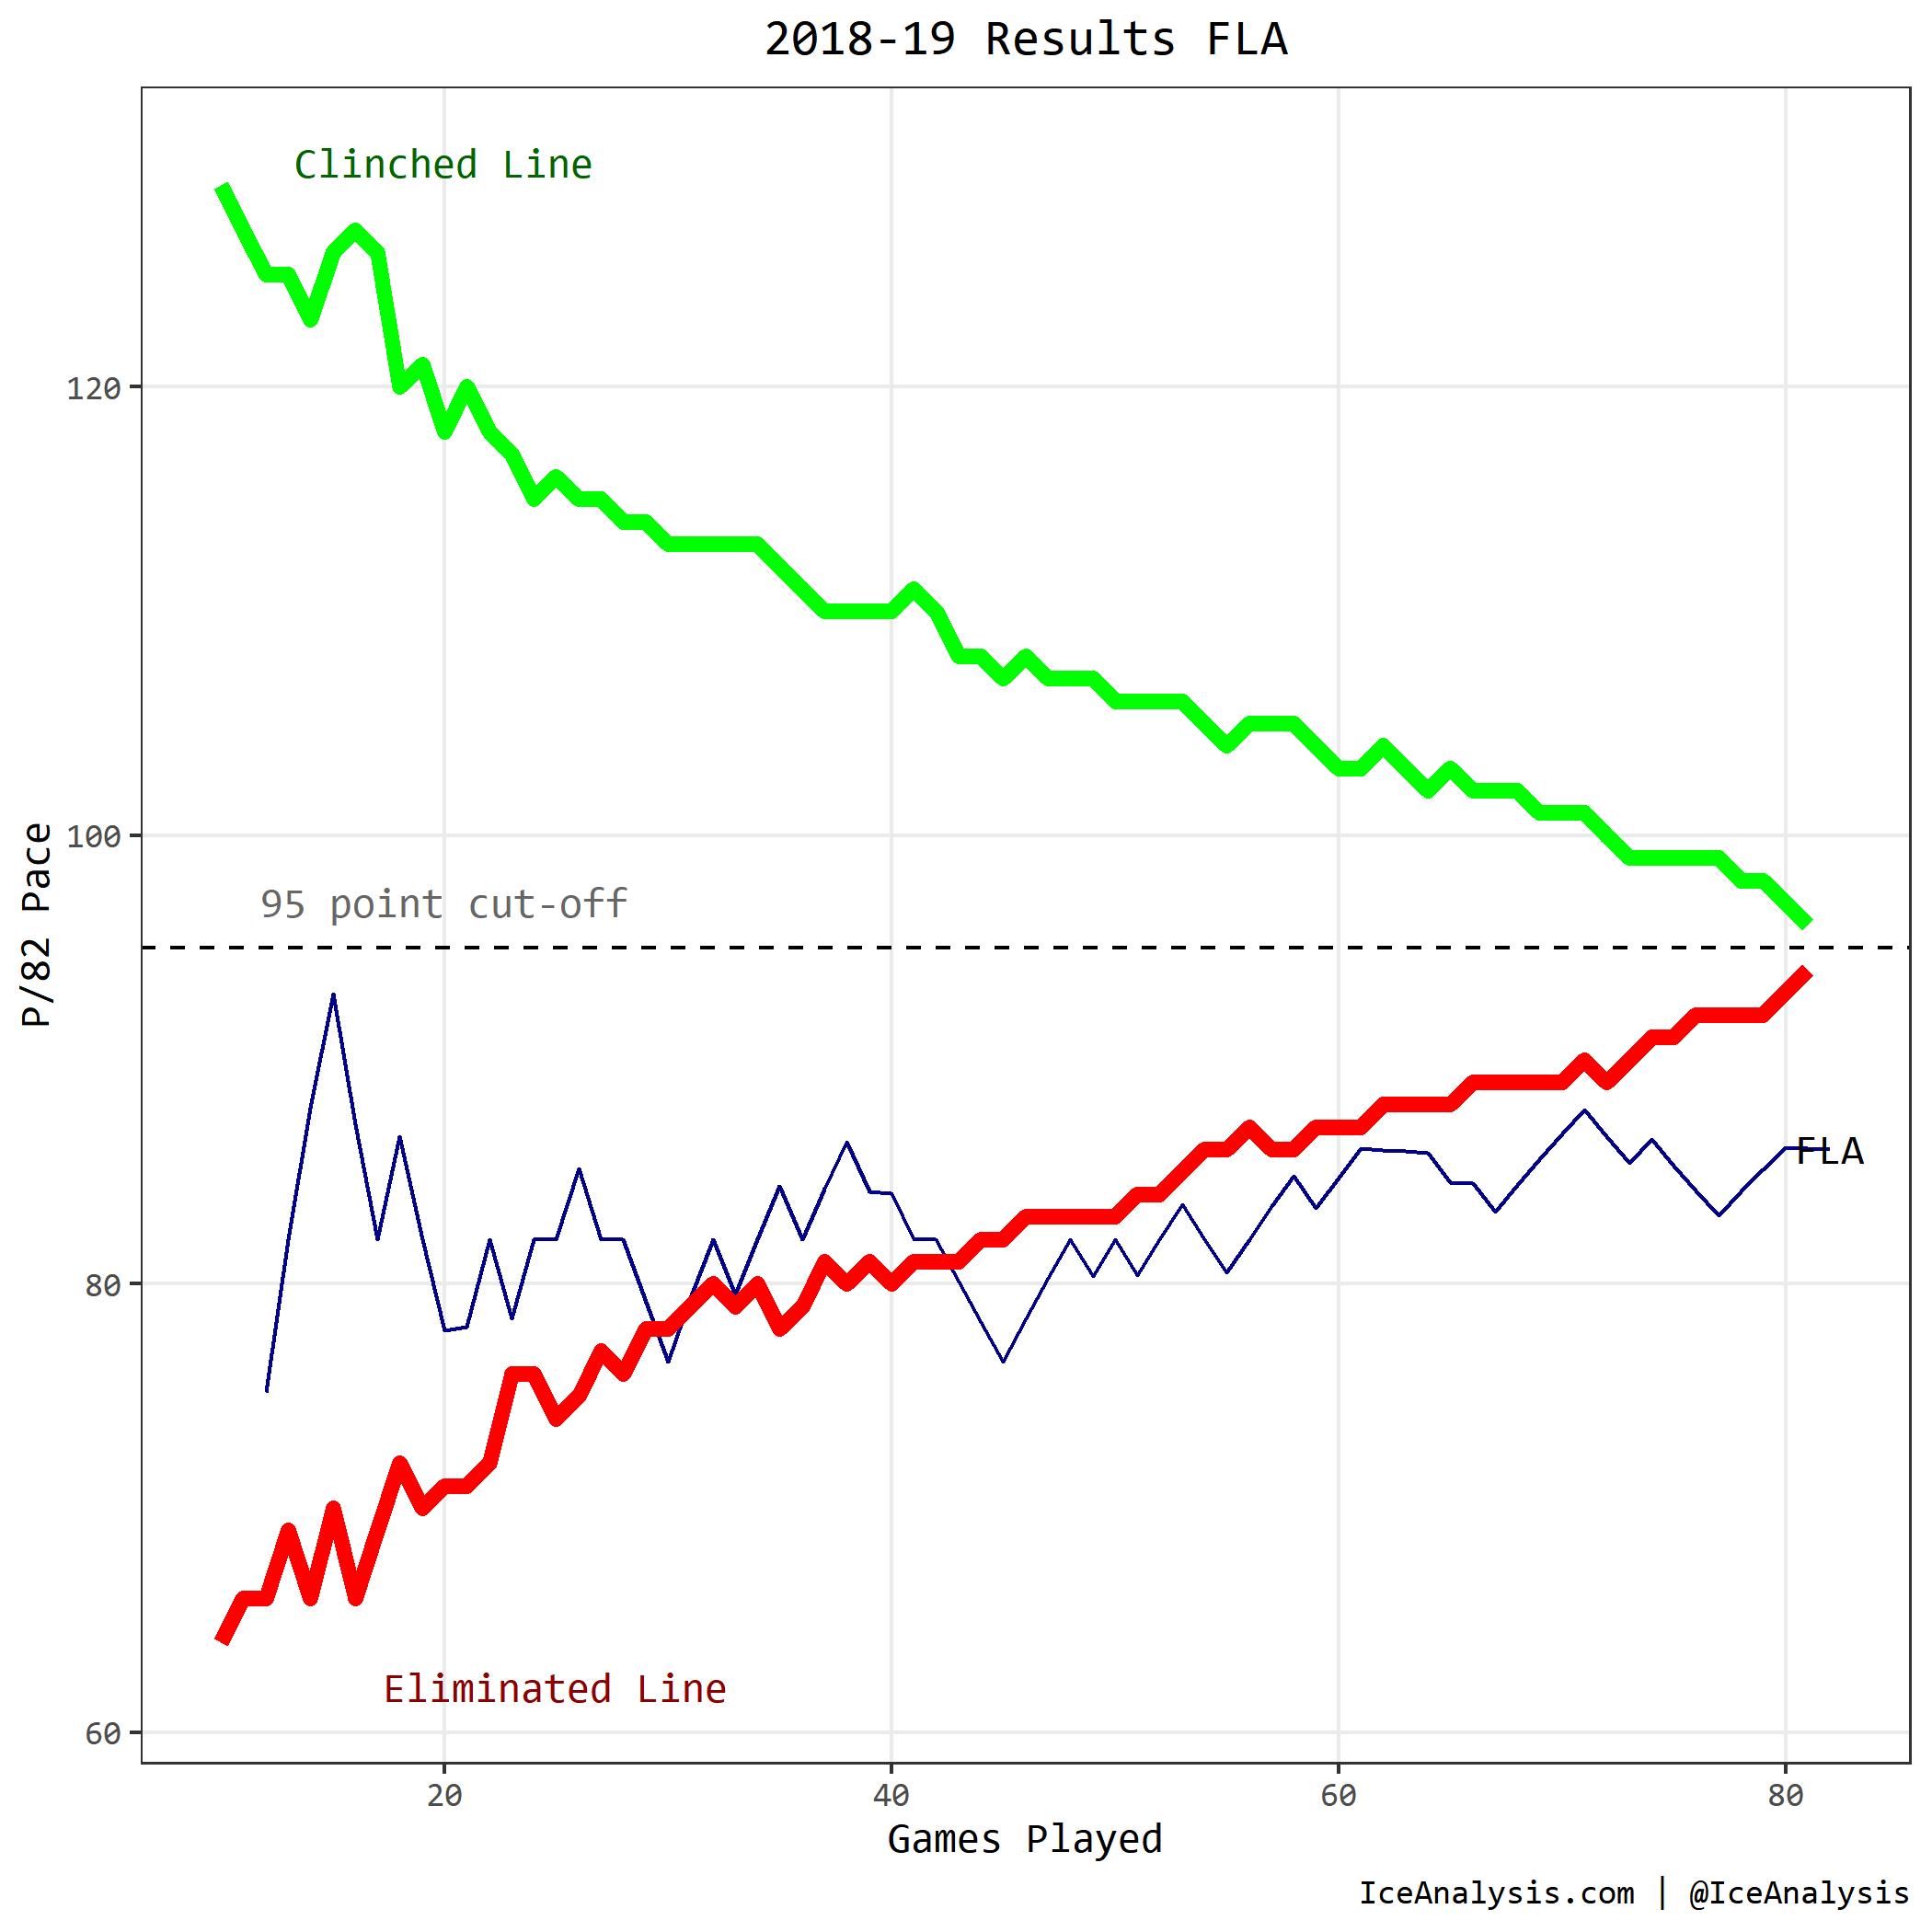 2018-19 Results FLA
Clinched Line
120
100
95 point cut-off
P/82 Pace
FLA
80
Eliminated Line
60
20 40 60 80
Games Played
IceAnalysis.com | @IceAnalysis